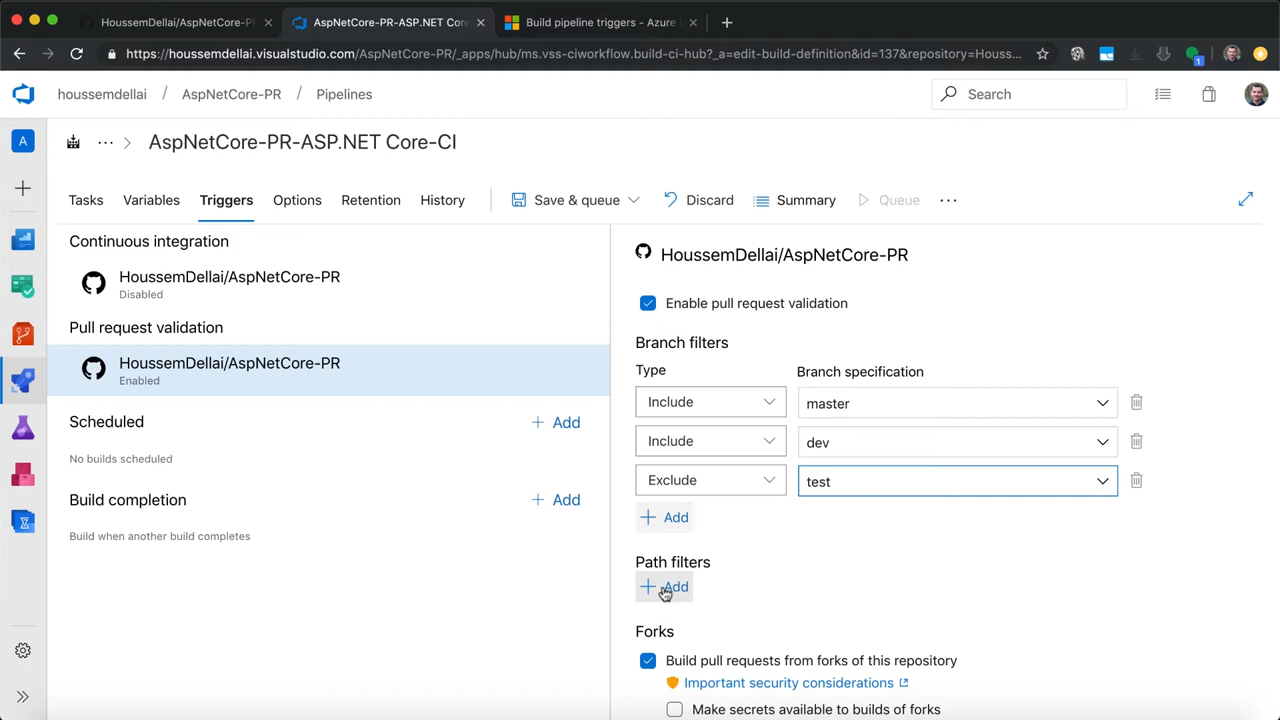 HoussemDellai/AspNetCore-PR
AspNetCore-PR-ASP.NET Core
Build pipeline triggers - Azure
https://houssemdellai.visualstudio.com/AspNetCore-PR/_apps/hub/ms.vss-ciworkflow.build-ci-hub?_a=edit-build-definition&id=137&repository=Houss...
1
houssemdellai / AspNetCore-PR / Pipelines
Search
A
... > AspNetCore-PR-ASP.NET Core-CI
Tasks Variables Triggers Options Retention History Save & queue Discard Summary Queue ...
Continuous integration
HoussemDellai/AspNetCore-PR
Disabled
Pull request validation
HoussemDellai/AspNetCore-PR
Enabled
Scheduled
+ Add
No builds scheduled
Build completion
+ Add
Build when another build completes
HoussemDellai/AspNetCore-PR
Enable pull request validation
Branch filters
Type Branch specification
Include master
Include dev
Exclude test
+ Add
Path filters
+ Add
Forks
Build pull requests from forks of this repository
Important security considerations
Make secrets available to builds of forks